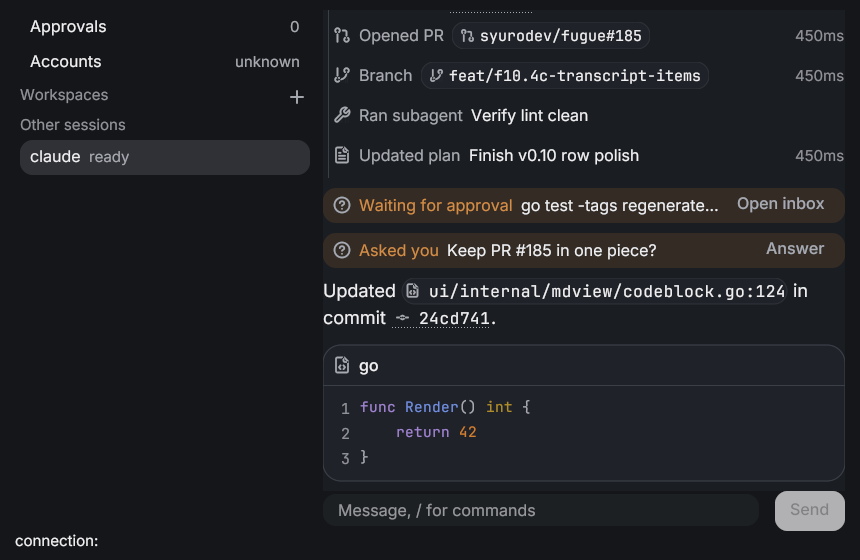 Approvals 0
Accounts unknown
Workspaces +
Other sessions
claude ready
connection:
Opened PR syurodev/fugue#185 450ms
Branch feat/f10.4c-transcript-items 450ms
Ran subagent Verify lint clean
Updated plan Finish v0.10 row polish 450ms
Waiting for approval go test -tags regenerate... Open inbox
Asked you Keep PR #185 in one piece? Answer
Updated ui/internal/mdview/codeblock.go:124 in
commit 24cd741.
go
1 func Render() int {
2     return 42
3 }
Message, / for commands Send